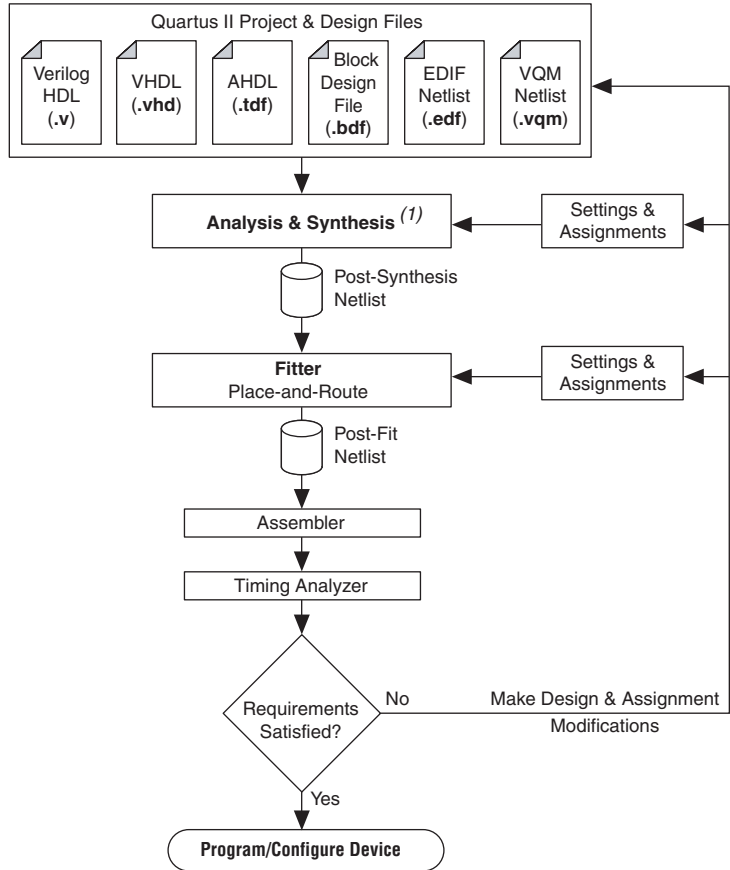 Quartus II Project & Design Files
Verilog
HDL
(.v)
VHDL
(.vhd)
AHDL
(.tdf)
Block
Design
File
(.bdf)
EDIF
Netlist
(.edf)
VQM
Netlist
(.vqm)
Analysis & Synthesis (1)
Settings &
Assignments
Post-Synthesis
Netlist
Fitter
Place-and-Route
Settings &
Assignments
Post-Fit
Netlist
Assembler
Timing Analyzer
Requirements
Satisfied?
No
Make Design & Assignment
Modifications
Yes
Program/Configure Device